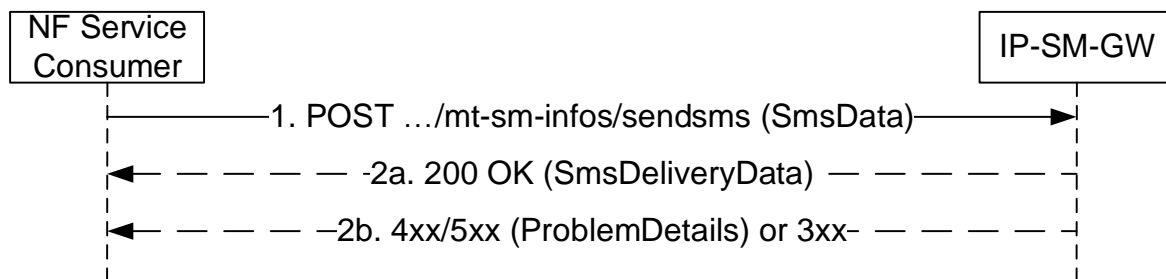 NF Service
Consumer
IP-SM-GW
1. POST …/mt-sm-infos/sendsms (SmsData)
2a. 200 OK (SmsDeliveryData)
2b. 4xx/5xx (ProblemDetails) or 3xx